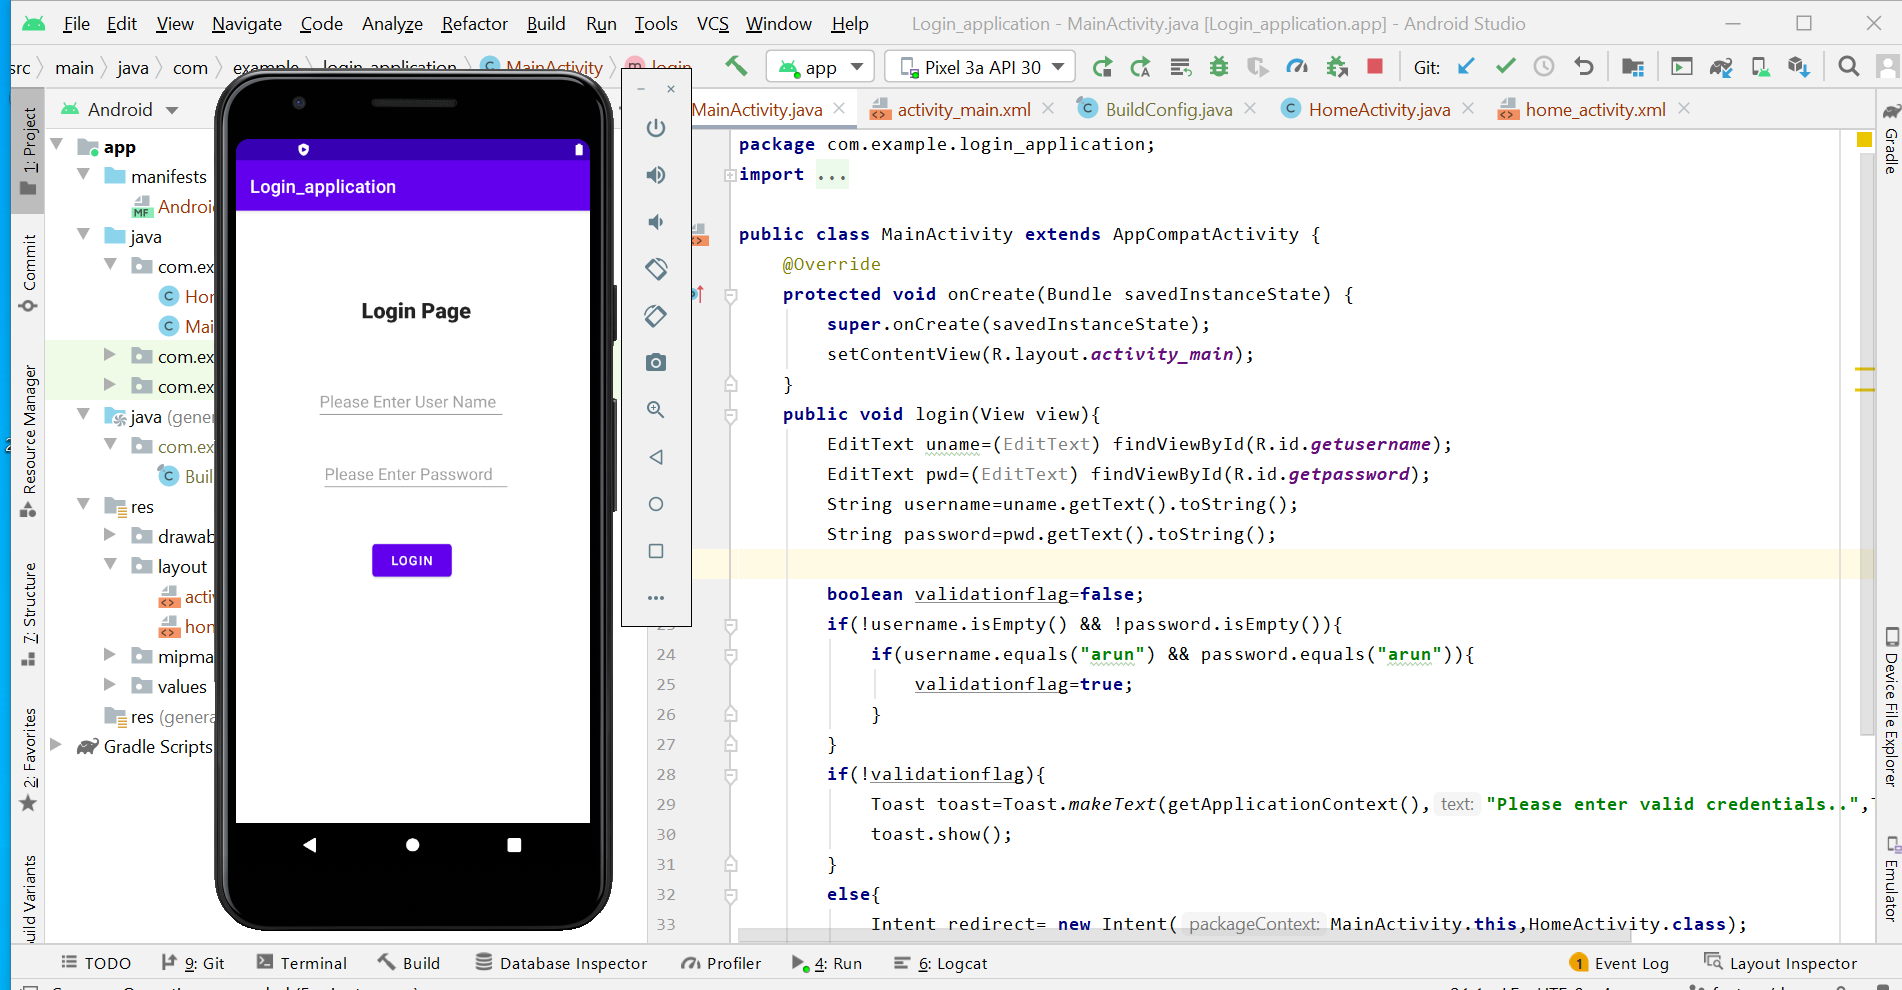 File Edit View Navigate Code Analyze Refactor Build Run Tools VCS Window Help Login_application - MainActivity.java [Login_application.app] - Android Studio
src main java com example login_application MainActivity login app Pixel 3a API 30 Git:
Android MainActivity.java activity_main.xml BuildConfig.java HomeActivity.java home_activity.xml
1: Project
Commit
Resource Manager
7: Structure
2: Favorites
uild Variants
app
manifests
MF Androi
java
com.ex
Hor
Mai
com.ex
com.ex
java (gene
com.ex
Buil
res
drawab
layout
acti
hon
mipma
values
res (genera
Gradle Scripts
Login_application
Login Page
Please Enter User Name
Please Enter Password
LOGIN
package com.example.login_application;
import ...
public class MainActivity extends AppCompatActivity {
@Override
protected void onCreate(Bundle savedInstanceState) {
super.onCreate(savedInstanceState);
setContentView(R.layout.activity_main);
}
public void login(View view){
EditText uname=(EditText) findViewById(R.id.getusername);
EditText pwd=(EditText) findViewById(R.id.getpassword);
String username=uname.getText().toString();
String password=pwd.getText().toString();
boolean validationflag=false;
23 if(!username.isEmpty() && !password.isEmpty()){
24 if(username.equals("arun") && password.equals("arun")){
25 validationflag=true;
26 }
27 }
28 if(!validationflag){
29 Toast toast=Toast.makeText(getApplicationContext(), text: "Please enter valid credentials..",
30 toast.show();
31 }
32 else{
33 Intent redirect= new Intent( packageContext: MainActivity.this,HomeActivity.class);
Gradle
Device File Explorer
Emulator
TODO 9: Git Terminal Build Database Inspector Profiler 4: Run 6: Logcat 1 Event Log Layout Inspector